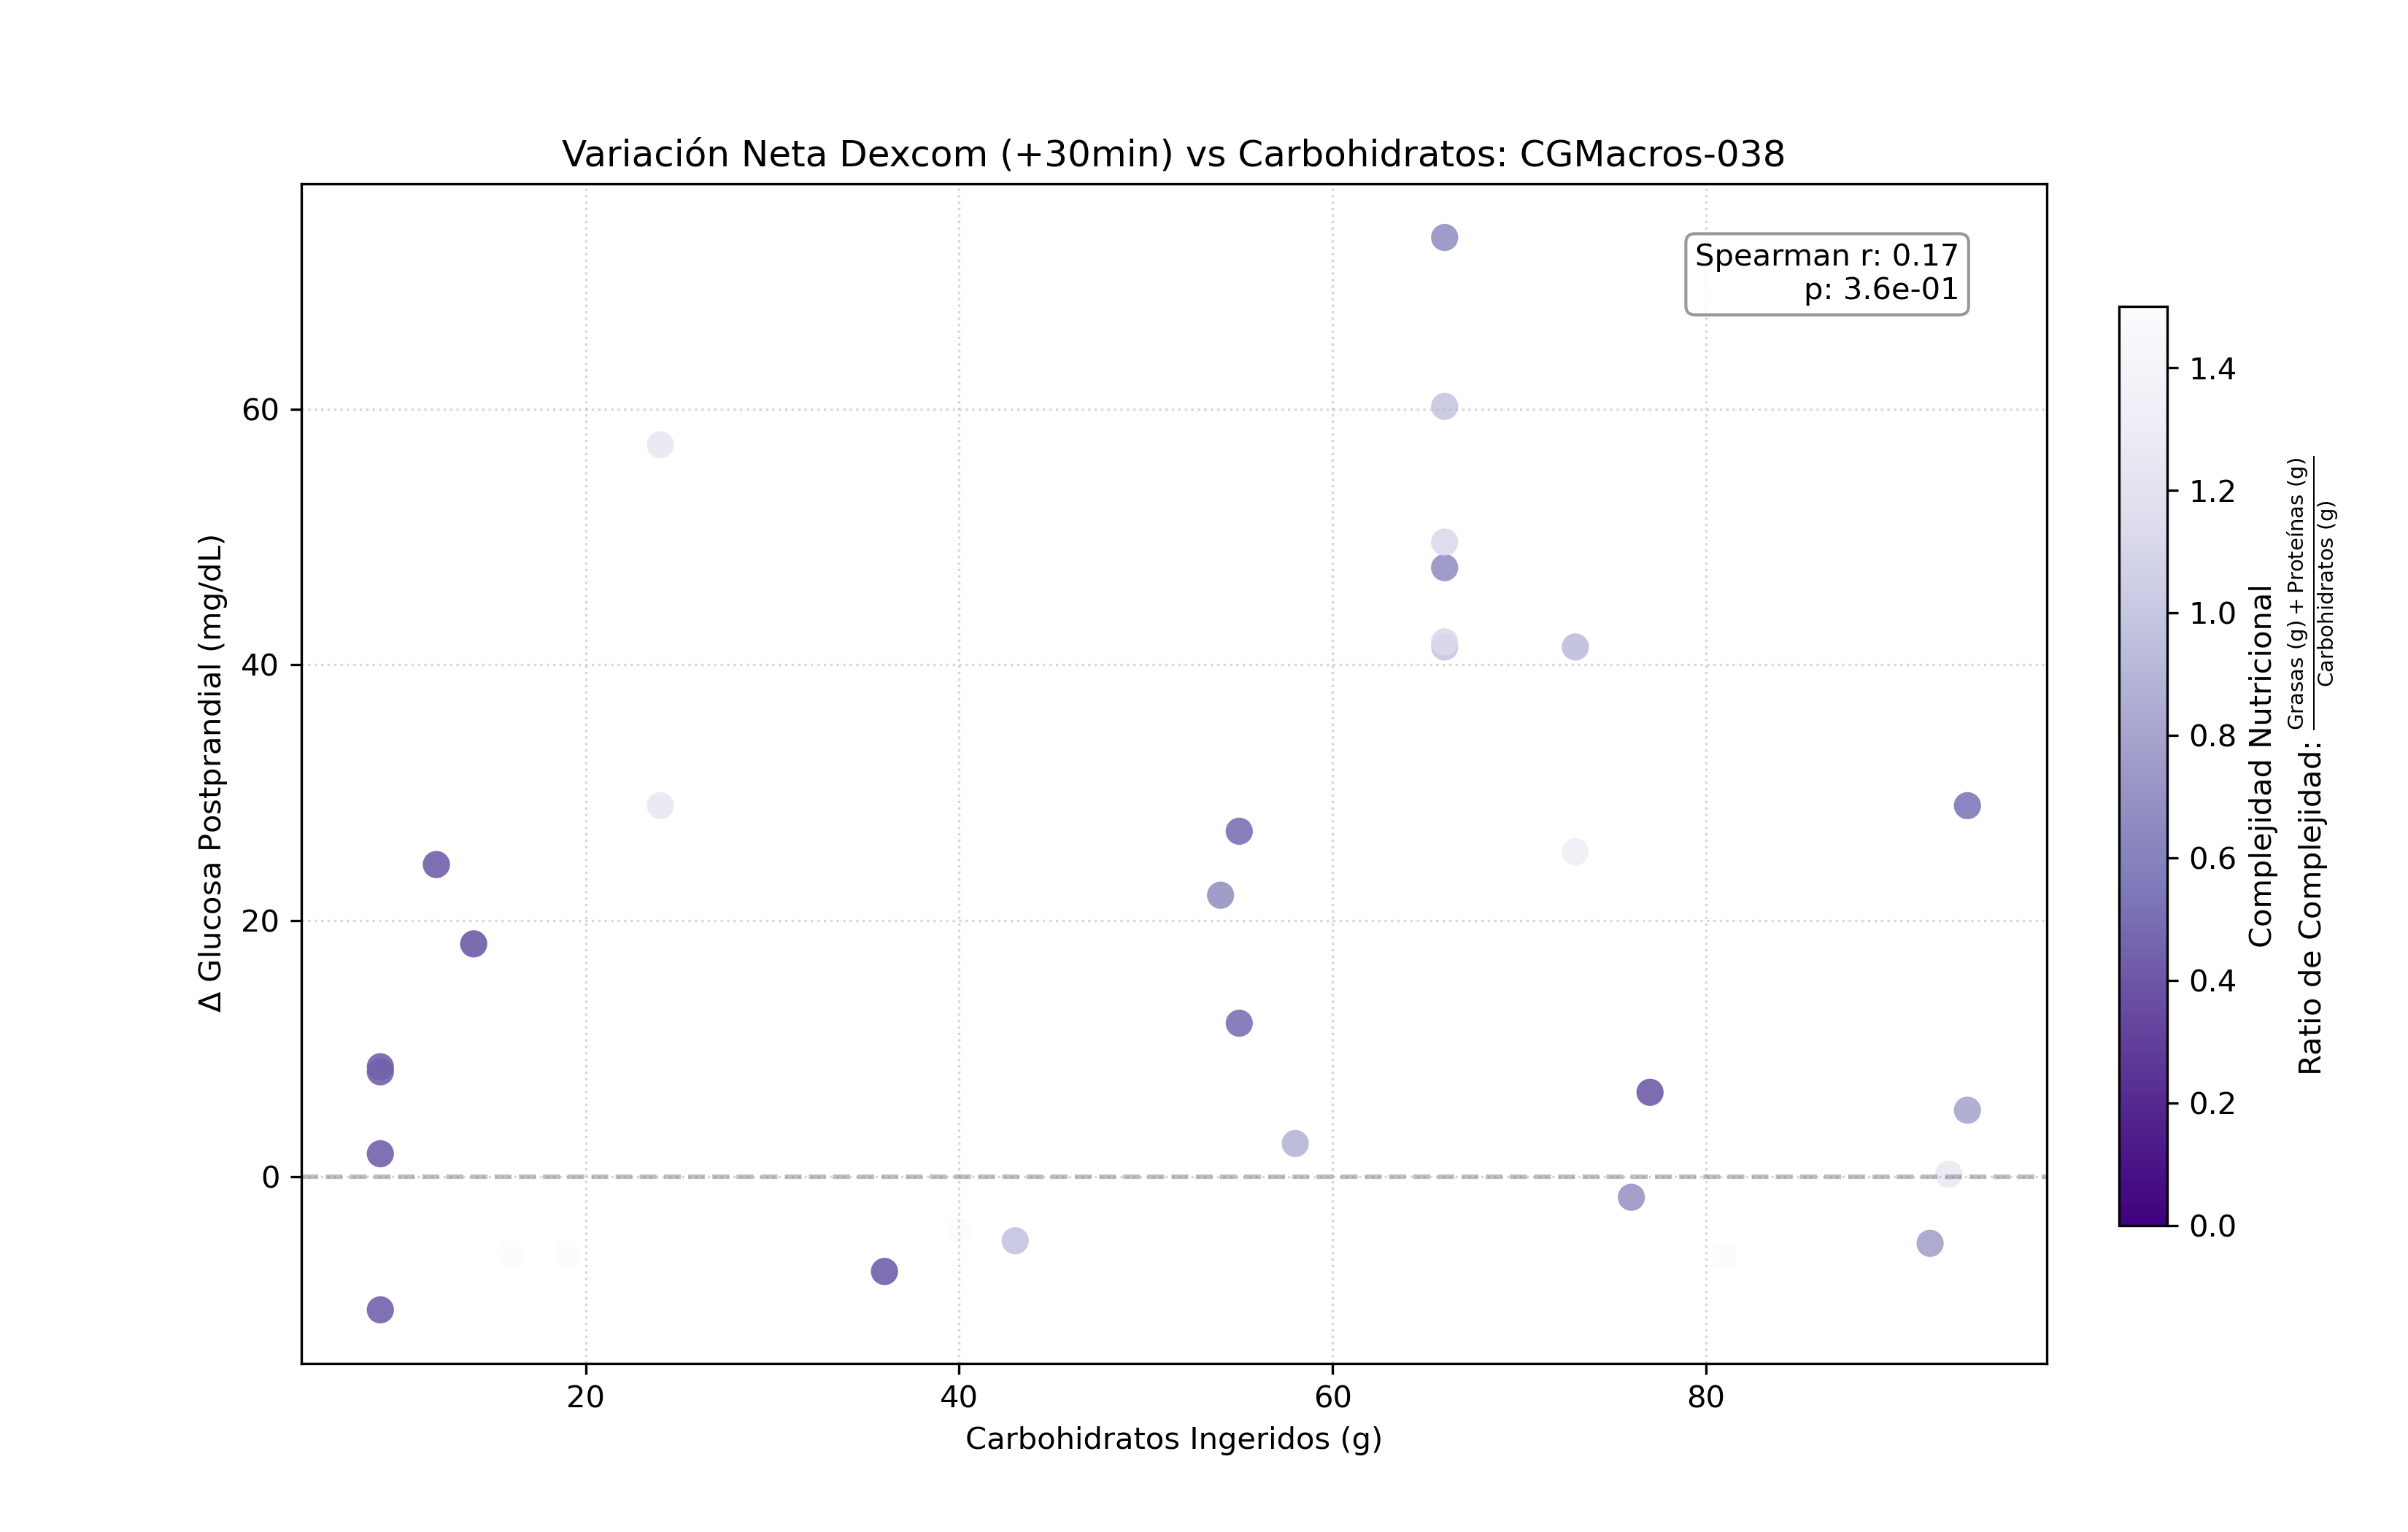 Variación Neta Dexcom (+30min) vs Carbohidratos: CGMacros-038
Spearman r: 0.17
p: 3.6e-01
Δ Glucosa Postprandial (mg/dL)
60
40
20
0
20
40
60
80
Carbohidratos Ingeridos (g)
1.4
1.2
1.0
0.8
0.6
0.4
0.2
0.0
Complejidad Nutricional
Ratio de Complejidad: Grasas (g) + Proteínas (g)
Carbohidratos (g)